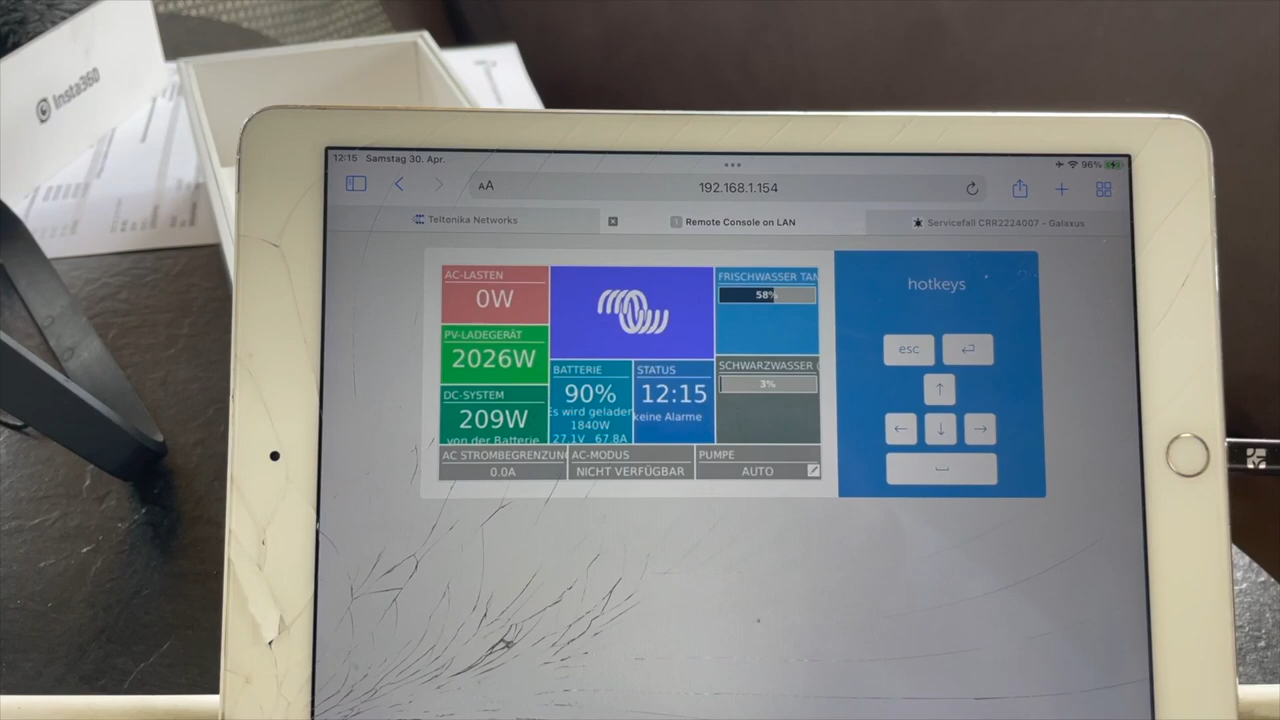 Insta360
12:15 Samstag 30. Apr.
96%
AA
192.168.1.154
Teltonika Networks
Remote Console on LAN
Servicefall CRR2224007 – Galaxus
AC-LASTEN
0W
PV-LADEGERÄT
2026W
DC-SYSTEM
209W
von der Batterie
BATTERIE
90%
Es wird gelader
1840W
27.1V 67.8A
STATUS
12:15
keine Alarme
FRISCHWASSER TAN
58%
SCHWARZWASSER (
3%
AC STROMBEGRENZUNG
0.0A
AC-MODUS
NICHT VERFÜGBAR
PUMPE
AUTO
hotkeys
esc